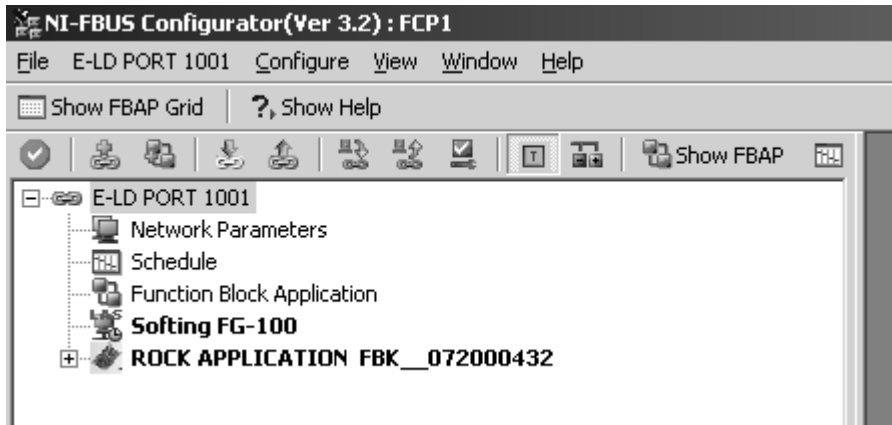 NI-FBUS Configurator(Ver 3.2) : FCP1
File E-LD PORT 1001 Configure View Window Help
Show FBAP Grid ? Show Help
T Show FBAP
E-LD PORT 1001
Network Parameters
Schedule
Function Block Application
LAS
Softing FG-100
ROCK APPLICATION FBK__072000432